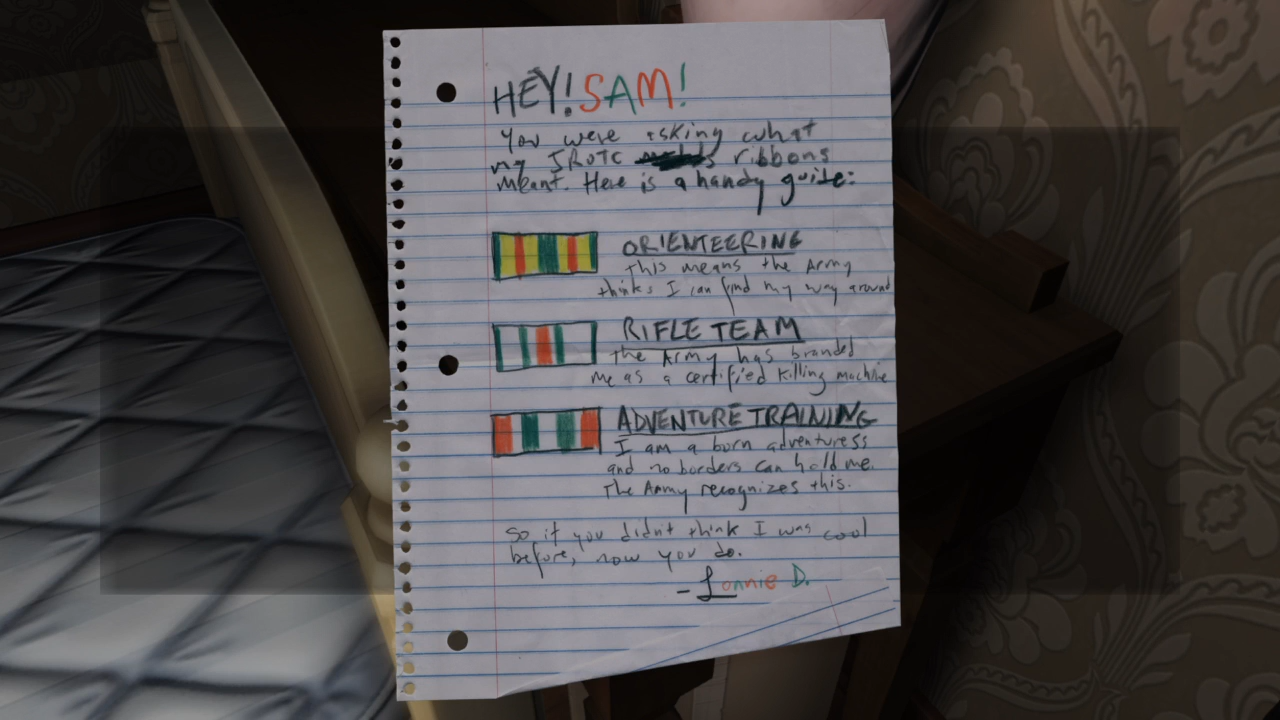 HEY! SAM!
You were asking what
my JROTC ribbons
meant. Here is a handy guide:
ORIENTEERING
This means the Army
thinks I can find my way around
RIFLE TEAM
The Army has branded
me as a certified killing machine
ADVENTURE TRAINING
I am a born adventuress
and no borders can hold me.
The Army recognizes this.
So if you didn't think I was cool
before, now you do.
- Lonnie D.